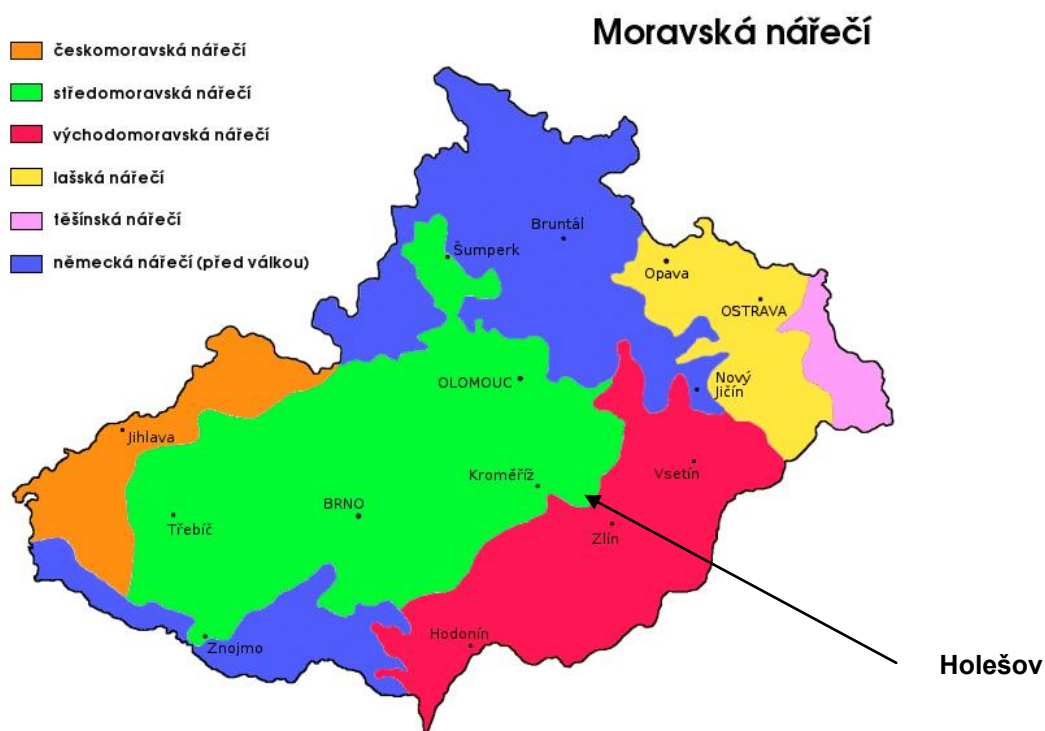 Moravská nářečí
českomoravská nářečí
středomoravská nářečí
východomoravská nářečí
lašská nářečí
těšínská nářečí
německá nářečí (před válkou)
Bruntál
Šumperk
Opava
OSTRAVA
OLOMOUC
Nový
Jičín
Jihlava
Kroměříž
Vsetín
BRNO
Třebíč
Zlín
Hodonín
Znojmo
Holešov